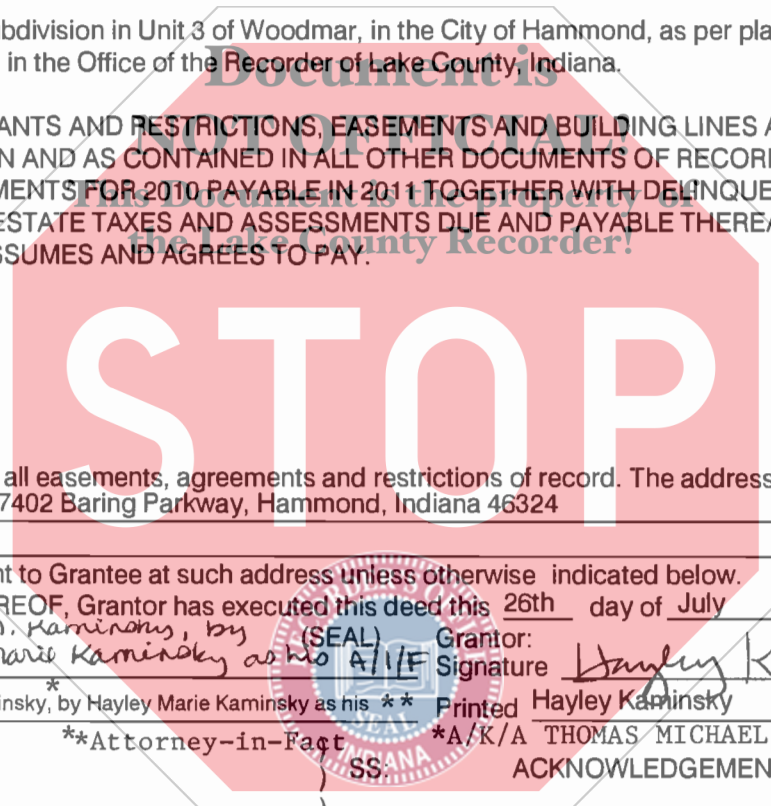 bdivision in Unit 3 of Woodmar, in the City of Hammond, as per pla
in the Office of the Recorder of Lake County, Indiana.
Document is
NOT OFFICIAL!
ANTS AND RESTRICTIONS, EASEMENTS AND BUILDING LINES A
N AND AS CONTAINED IN ALL OTHER DOCUMENTS OF RECOR
MENTS FOR 2010 PAYABLE IN 2011 TOGETHER WITH DELINQUE
This Document is the property of
ESTATE TAXES AND ASSESSMENTS DUE AND PAYABLE THEREA
the Lake County Recorder!
SSUMES AND AGREES TO PAY.
STOP
all easements, agreements and restrictions of record. The address
7402 Baring Parkway, Hammond, Indiana 46324
nt to Grantee at such address unless otherwise indicated below.
REOF, Grantor has executed this deed this 26th day of July
Kaminsky, by (SEAL) Grantor:
Marie Kaminsky as his A/I/F Signature Hayley K
*
insky, by Hayley Marie Kaminsky as his ** Printed Hayley Kaminsky
**Attorney-in-Fact *A/K/A THOMAS MICHAEL
SS: ACKNOWLEDGEMEN
RECORDER'S OFFICE
SEAL
INDIANA